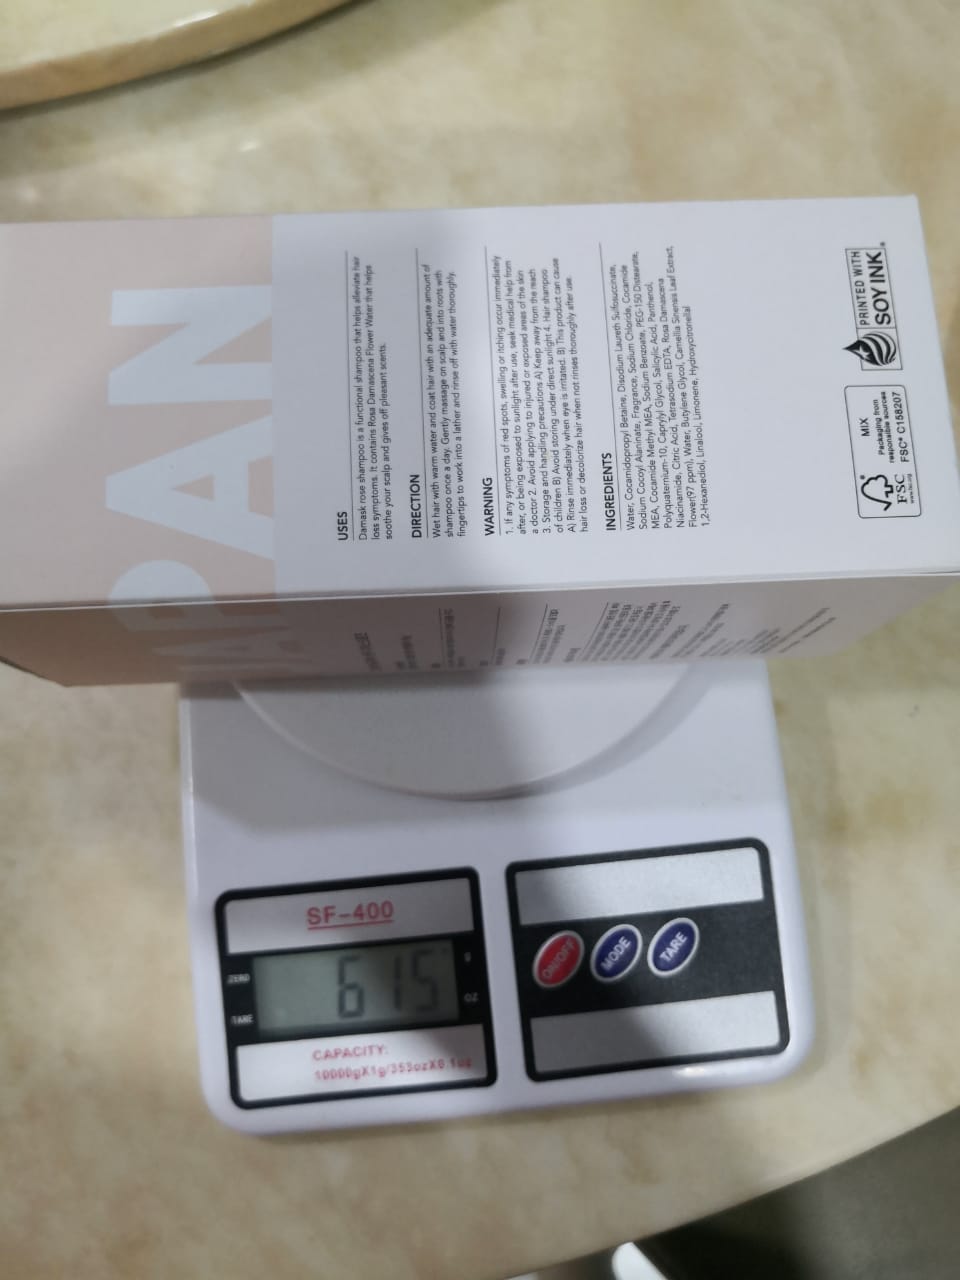 PAN
USES
Damask rose shampoo is a functional shampoo that helps alleviate hair
loss symptoms. It contains Rosa Damascena Flower Water that helps
soothe your scalp and gives off pleasant scents.
DIRECTION
Wet hair with warm water and coat hair with an adequate amount of
shampoo once a day. Gently massage on scalp and into roots with
fingertips to work into a lather and rinse off with water thoroughly.
WARNING
1. If any symptoms of red spots, swelling or itching occur immediately
after, or being exposed to sunlight after use, seek medical help from
a doctor 2. Avoid applying to injured or exposed areas of the skin
3. Storage and handling precautions A) Keep away from the reach
of children B) Avoid storing under direct sunlight 4. Hair shampoo
A) Rinse immediately when eye is irritated. B) This product can cause
hair loss or decolorize hair when not rinses thoroughly after use.
INGREDIENTS
Water, Cocamidopropyl Betaine, Disodium Laureth Sulfosuccinate,
Sodium Cocoyl Alaninate, Fragrance, Sodium Chloride, Cocamide
MEA, Cocamide Methyl MEA, Sodium Benzoate, PEG-150 Distearate,
Polyquaternium-10, Caprylyl Glycol, Salicylic Acid, Panthenol,
Niacinamide, Citric Acid, Tetrasodium EDTA, Rosa Damascena
Flower(97 ppm), Water, Butylene Glycol, Camellia Sinensis Leaf Extract,
1,2-Hexanediol, Linalool, Limonene, Hydroxycitronellal
FSC
www.fsc.org
MIX
Packaging from
responsible sources
FSC® C158207
PRINTED WITH
SOY INK®
SF-400
ZERO
TARE
615
g
OZ
CAPACITY:
10000gX1g/353ozX0.1oz
ON/OFF
MODE
TARE